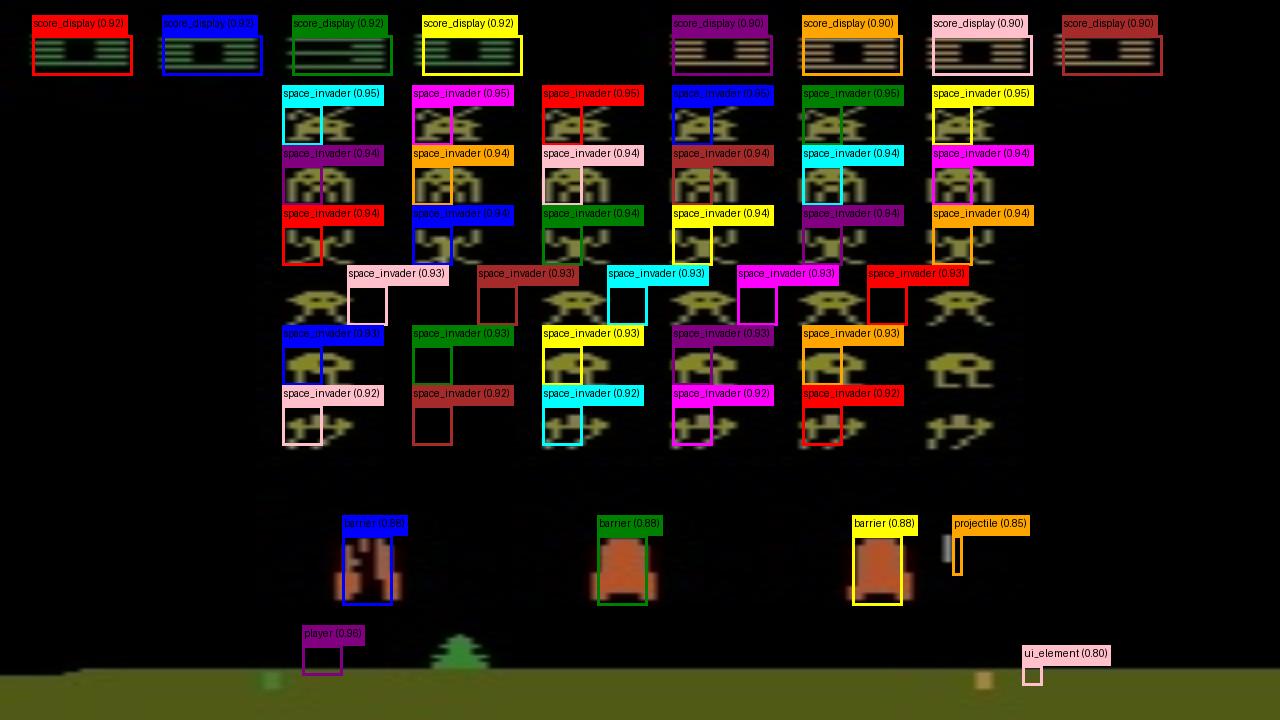 score_display (0.92) score_display (0.92) score_display (0.92) score_display (0.92) score_display (0.90) score_display (0.90) score_display (0.90) score_display (0.90)
space_invader (0.95) space_invader (0.95) space_invader (0.95) space_invader (0.95) space_invader (0.95) space_invader (0.95)
space_invader (0.94) space_invader (0.94) space_invader (0.94) space_invader (0.94) space_invader (0.94) space_invader (0.94)
space_invader (0.94) space_invader (0.94) space_invader (0.94) space_invader (0.94) space_invader (0.94) space_invader (0.94)
space_invader (0.93) space_invader (0.93) space_invader (0.93) space_invader (0.93) space_invader (0.93)
space_invader (0.93) space_invader (0.93) space_invader (0.93) space_invader (0.93) space_invader (0.93)
space_invader (0.92) space_invader (0.92) space_invader (0.92) space_invader (0.92) space_invader (0.92)
barrier (0.88) barrier (0.88) barrier (0.88) projectile (0.85)
player (0.96)
ui_element (0.80)